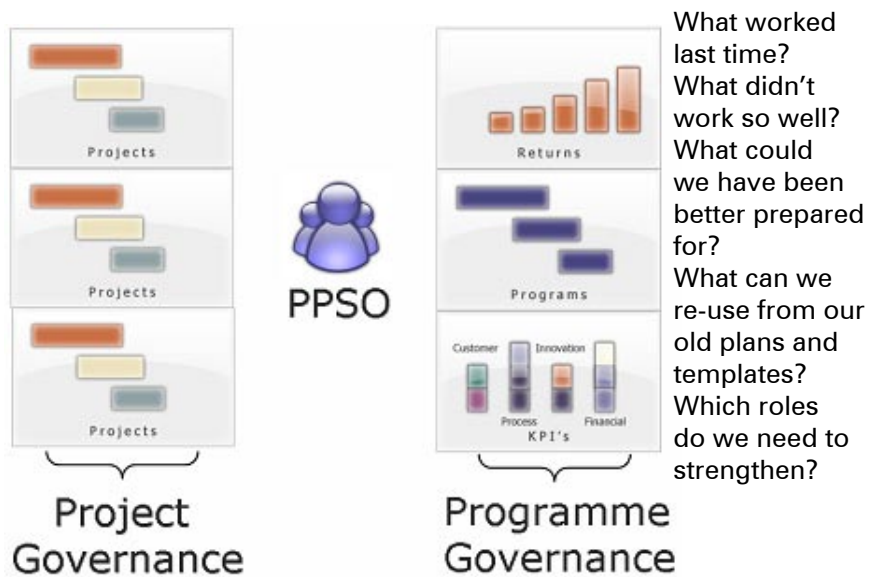 Projects
Projects
Projects
Project
Governance
PPSO
Returns
Programs
Customer
Innovation
Process
Financial
KPI's
Programme
Governance
What worked
last time?
What didn't
work so well?
What could
we have been
better prepared
for?
What can we
re-use from our
old plans and
templates?
Which roles
do we need to
strengthen?